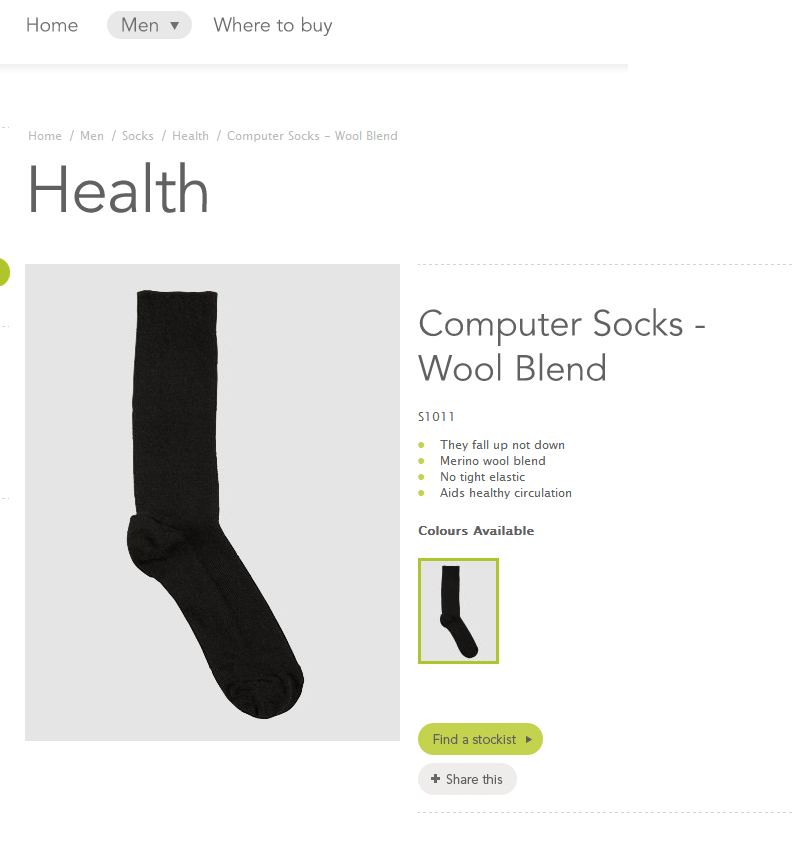 Home Men Where to buy
Home / Men / Socks / Health / Computer Socks – Wool Blend
Health
Computer Socks -
Wool Blend
S1011
They fall up not down
Merino wool blend
No tight elastic
Aids healthy circulation
Colours Available
Find a stockist
Share this